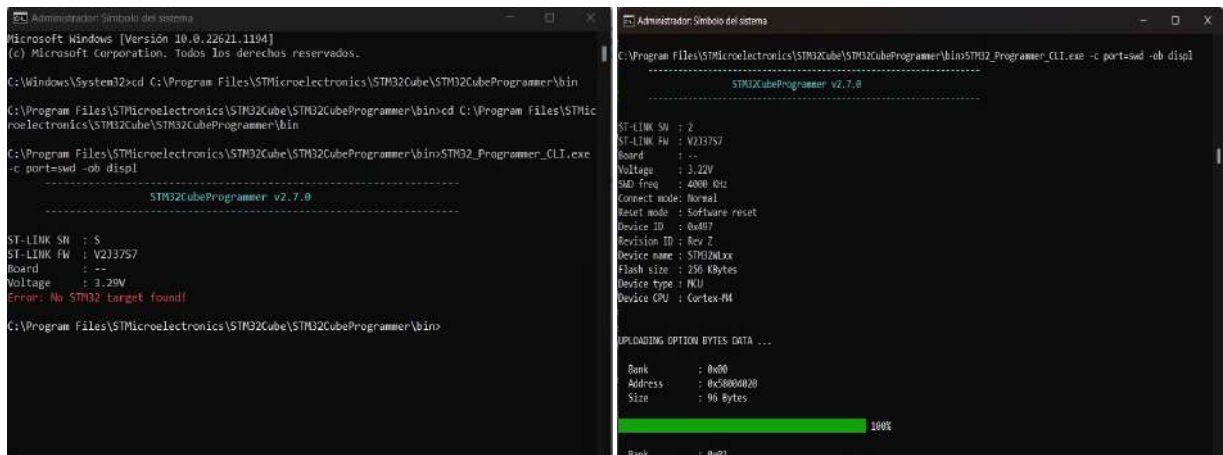 Administrador: Símbolo del sistema
Microsoft Windows [Versión 10.0.22621.1194]
(c) Microsoft Corporation. Todos los derechos reservados.
C:\Windows\System32>cd C:\Program Files\STMicroelectronics\STM32Cube\STM32CubeProgrammer\bin
C:\Program Files\STMicroelectronics\STM32Cube\STM32CubeProgrammer\bin>cd C:\Program Files\STMic
roelectronics\STM32Cube\STM32CubeProgrammer\bin
C:\Program Files\STMicroelectronics\STM32Cube\STM32CubeProgrammer\bin>STM32_Programmer_CLI.exe
-c port=swd -ob displ
-------------------------------------------------------------------
STM32CubeProgrammer v2.7.0
-------------------------------------------------------------------
ST-LINK SN : S
ST-LINK FW : V2J37S7
Board : --
Voltage : 3.29V
Error: No STM32 target found!
C:\Program Files\STMicroelectronics\STM32Cube\STM32CubeProgrammer\bin>
Administrador: Símbolo del sistema
C:\Program Files\STMicroelectronics\STM32Cube\STM32CubeProgrammer\bin>STM32_Programmer_CLI.exe -c port=swd -ob displ
-------------------------------------------------------------------
STM32CubeProgrammer v2.7.0
-------------------------------------------------------------------
ST-LINK SN : 2
ST-LINK FW : V2J37S7
Board : --
Voltage : 3.22V
SWD freq : 4000 KHz
Connect mode: Normal
Reset mode : Software reset
Device ID : 0x497
Revision ID : Rev Z
Device name : STM32WLxx
Flash size : 256 KBytes
Device type : MCU
Device CPU : Cortex-M4
UPLOADING OPTION BYTES DATA ...
Bank : 0x00
Address : 0x58004020
Size : 96 Bytes
100%
Bank : 0x01